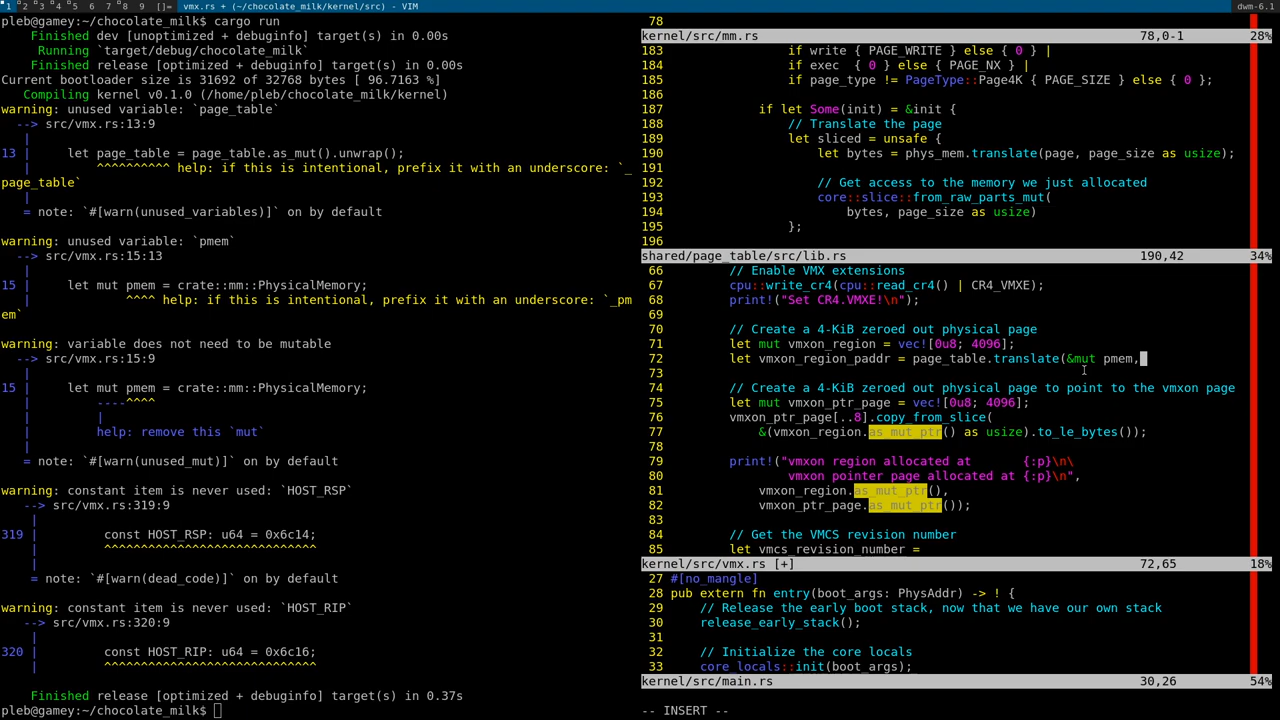 1 2 3 4 5 6 7 8 9 []= vmx.rs + (~/chocolate_milk/kernel/src) - VIM dwm-6.1
pleb@gamey:~/chocolate_milk$ cargo run
    Finished dev [unoptimized + debuginfo] target(s) in 0.00s
     Running `target/debug/chocolate_milk`
    Finished release [optimized + debuginfo] target(s) in 0.00s
Current bootloader size is 31692 of 32768 bytes [ 96.7163 %]
   Compiling kernel v0.1.0 (/home/pleb/chocolate_milk/kernel)
warning: unused variable: `page_table`
  --> src/vmx.rs:13:9
   |
13 |     let page_table = page_table.as_mut().unwrap();
   |         ^^^^^^^^^^ help: if this is intentional, prefix it with an underscore: `_
page_table`
   |
   = note: `#[warn(unused_variables)]` on by default
warning: unused variable: `pmem`
  --> src/vmx.rs:15:13
   |
15 |     let mut pmem = crate::mm::PhysicalMemory;
   |             ^^^^ help: if this is intentional, prefix it with an underscore: `_pm
em`
warning: variable does not need to be mutable
  --> src/vmx.rs:15:9
   |
15 |     let mut pmem = crate::mm::PhysicalMemory;
   |         ----^^^^
   |         |
   |         help: remove this `mut`
   |
   = note: `#[warn(unused_mut)]` on by default
warning: constant item is never used: `HOST_RSP`
   --> src/vmx.rs:319:9
    |
319 |         const HOST_RSP: u64 = 0x6c14;
    |         ^^^^^^^^^^^^^^^^^^^^^^^^^^^^^
    |
    = note: `#[warn(dead_code)]` on by default
warning: constant item is never used: `HOST_RIP`
   --> src/vmx.rs:320:9
    |
320 |         const HOST_RIP: u64 = 0x6c16;
    |         ^^^^^^^^^^^^^^^^^^^^^^^^^^^^^
    Finished release [optimized + debuginfo] target(s) in 0.37s
pleb@gamey:~/chocolate_milk$
78
kernel/src/mm.rs 78,0-1 28%
183                 if write { PAGE_WRITE } else { 0 } |
184                 if exec  { 0 } else { PAGE_NX } |
185                 if page_type != PageType::Page4K { PAGE_SIZE } else { 0 };
186
187             if let Some(init) = &init {
188                 // Translate the page
189                 let sliced = unsafe {
190                     let bytes = phys_mem.translate(page, page_size as usize);
191
192                     // Get access to the memory we just allocated
193                     core::slice::from_raw_parts_mut(
194                         bytes, page_size as usize)
195                 };
196
shared/page_table/src/lib.rs 190,42 34%
66         // Enable VMX extensions
67         cpu::write_cr4(cpu::read_cr4() | CR4_VMXE);
68         print!("Set CR4.VMXE!\n");
69
70         // Create a 4-KiB zeroed out physical page
71         let mut vmxon_region = vec![0u8; 4096];
72         let vmxon_region_paddr = page_table.translate(&mut pmem,
73
74         // Create a 4-KiB zeroed out physical page to point to the vmxon page
75         let mut vmxon_ptr_page = vec![0u8; 4096];
76         vmxon_ptr_page[..8].copy_from_slice(
77             &(vmxon_region.as_mut_ptr() as usize).to_le_bytes());
78
79         print!("vmxon region allocated at       {:p}\n\
80                 vmxon pointer page allocated at {:p}\n",
81             vmxon_region.as_mut_ptr(),
82             vmxon_ptr_page.as_mut_ptr());
83
84         // Get the VMCS revision number
85         let vmcs_revision_number =
kernel/src/vmx.rs [+] 72,65 18%
27 #[no_mangle]
28 pub extern fn entry(boot_args: PhysAddr) -> ! {
29     // Release the early boot stack, now that we have our own stack
30     release_early_stack();
31
32     // Initialize the core locals
33     core_locals::init(boot_args);
kernel/src/main.rs 30,26 54%
-- INSERT --